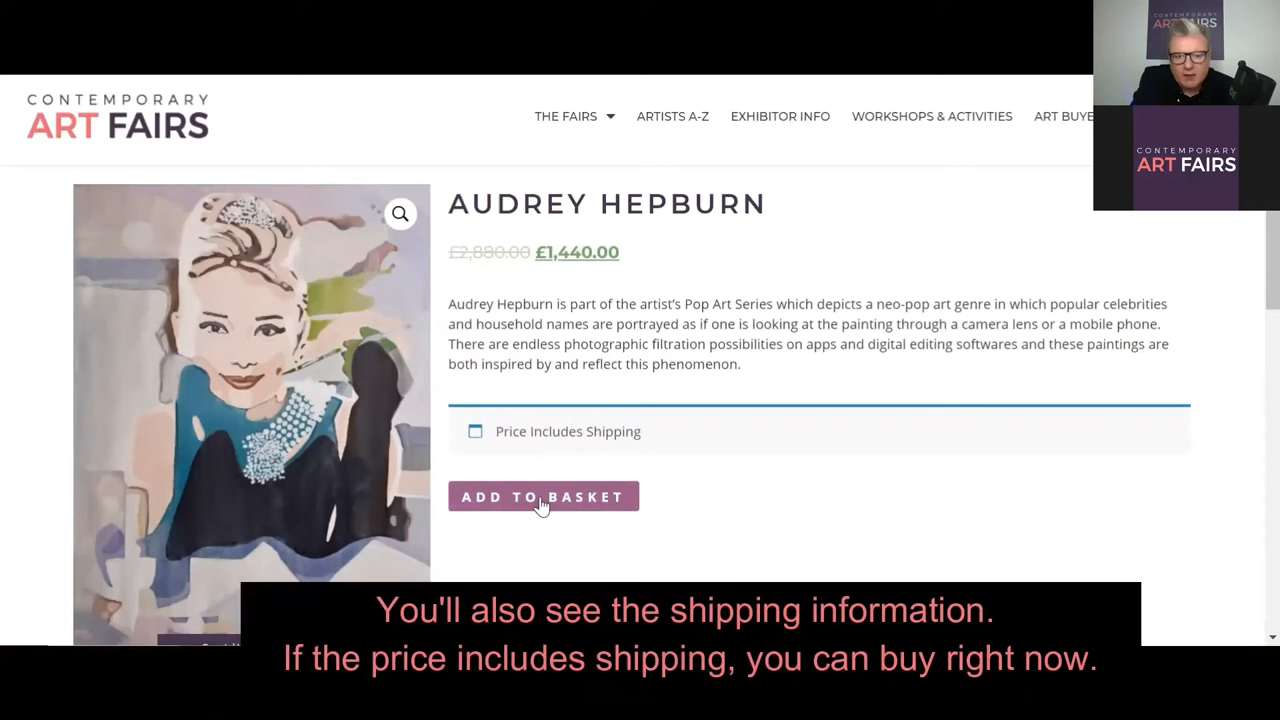 CONTEMPORARY
ART FAIRS
THE FAIRS
ARTISTS A-Z
EXHIBITOR INFO
WORKSHOPS & ACTIVITIES
ART BUYE
CONTEMPORARY
ART FAIRS
CONTEMPORARY
ART FAIRS
AUDREY HEPBURN
£2,880.00 £1,440.00
Audrey Hepburn is part of the artist's Pop Art Series which depicts a neo-pop art genre in which popular celebrities
and household names are portrayed as if one is looking at the painting through a camera lens or a mobile phone.
There are endless photographic filtration possibilities on apps and digital editing softwares and these paintings are
both inspired by and reflect this phenomenon.
Price Includes Shipping
ADD TO BASKET
You'll also see the shipping information.
If the price includes shipping, you can buy right now.